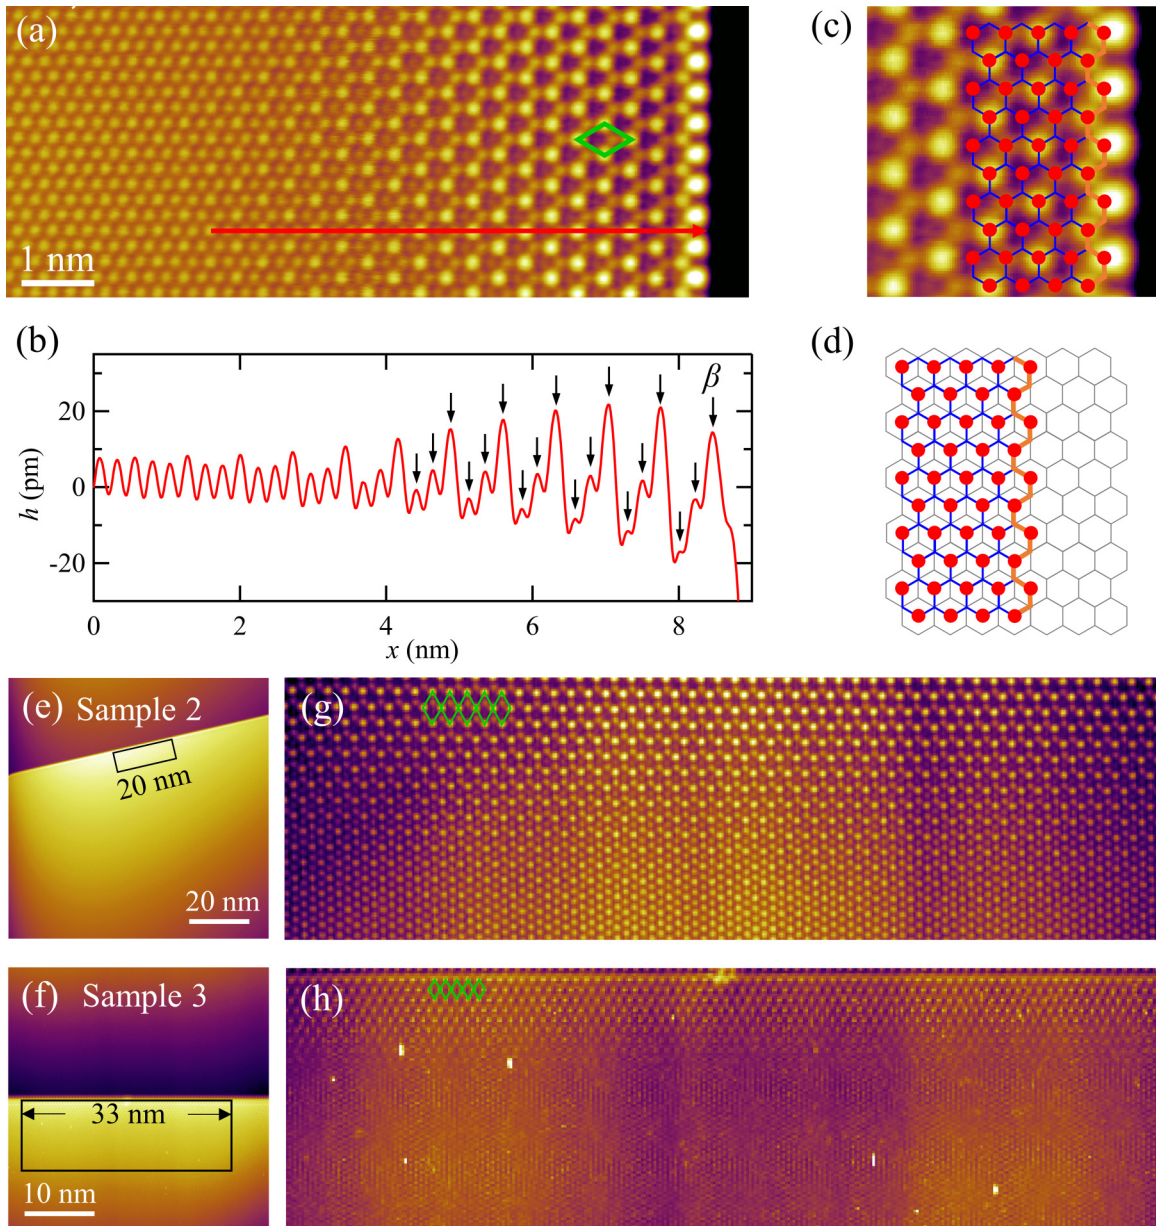 (a)
1 nm
(c)
(b)
β
20
0
-20
h (pm)
0
2
4
6
8
x (nm)
(d)
(e)
Sample 2
20 nm
20 nm
(g)
(f)
Sample 3
33 nm
10 nm
(h)